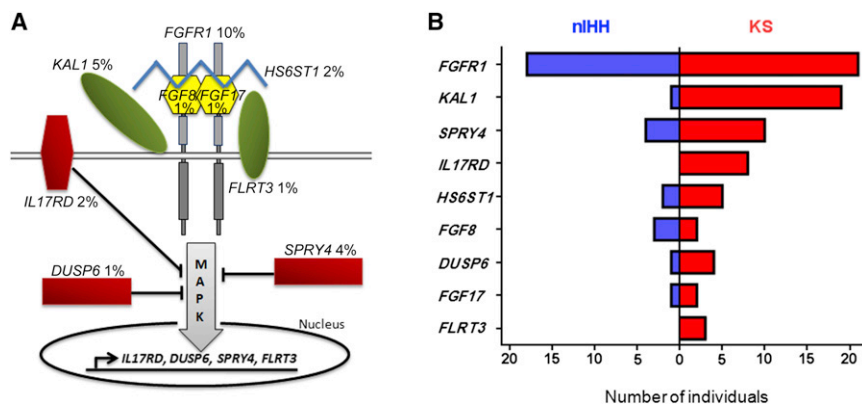 A
FGFR1 10%
KAL1 5%
HS6ST1 2%
FGF8/FGF17
1% 1%
IL17RD 2%
FLRT3 1%
DUSP6 1%
SPRY4 4%
MAPK
Nucleus
IL17RD, DUSP6, SPRY4, FLRT3
B
nIHH KS
FGFR1
KAL1
SPRY4
IL17RD
HS6ST1
FGF8
DUSP6
FGF17
FLRT3
20 15 10 5 0 5 10 15 20
Number of individuals